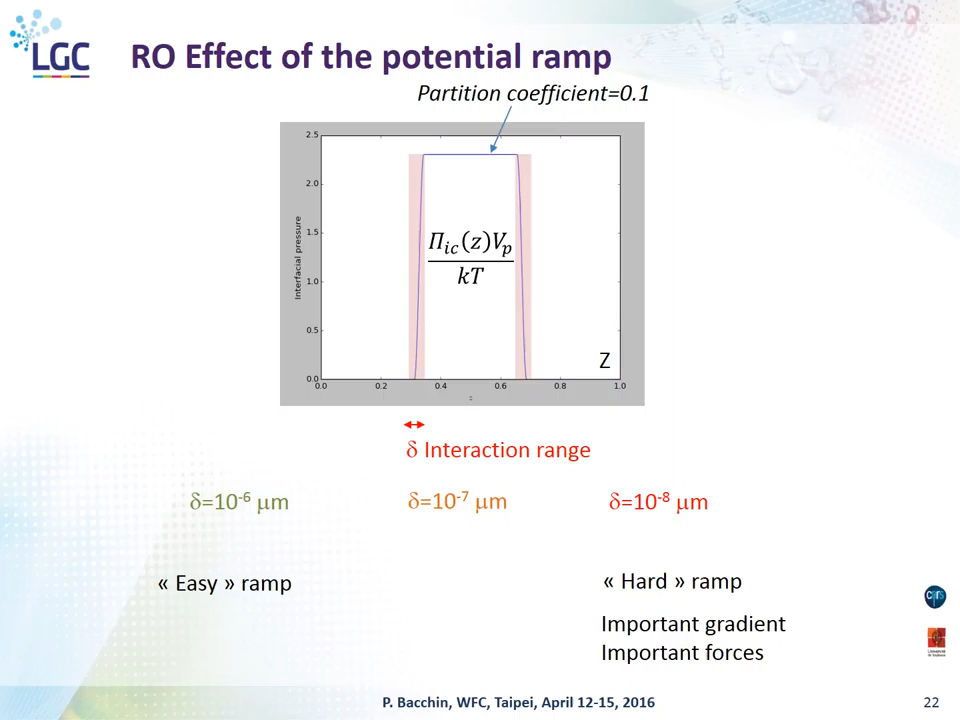 LGC
RO Effect of the potential ramp
Partition coefficient=0.1
2.5
2.0
1.5
1.0
0.5
0.0
Interfacial pressure
Π_ic(z)V_p
kT
Z
0.0 0.2 0.4 0.6 0.8 1.0
z
δ Interaction range
δ=10⁻⁶ µm δ=10⁻⁷ µm δ=10⁻⁸ µm
« Easy » ramp « Hard » ramp
Important gradient
Important forces
cnrs
P. Bacchin, WFC, Taipei, April 12-15, 2016 22